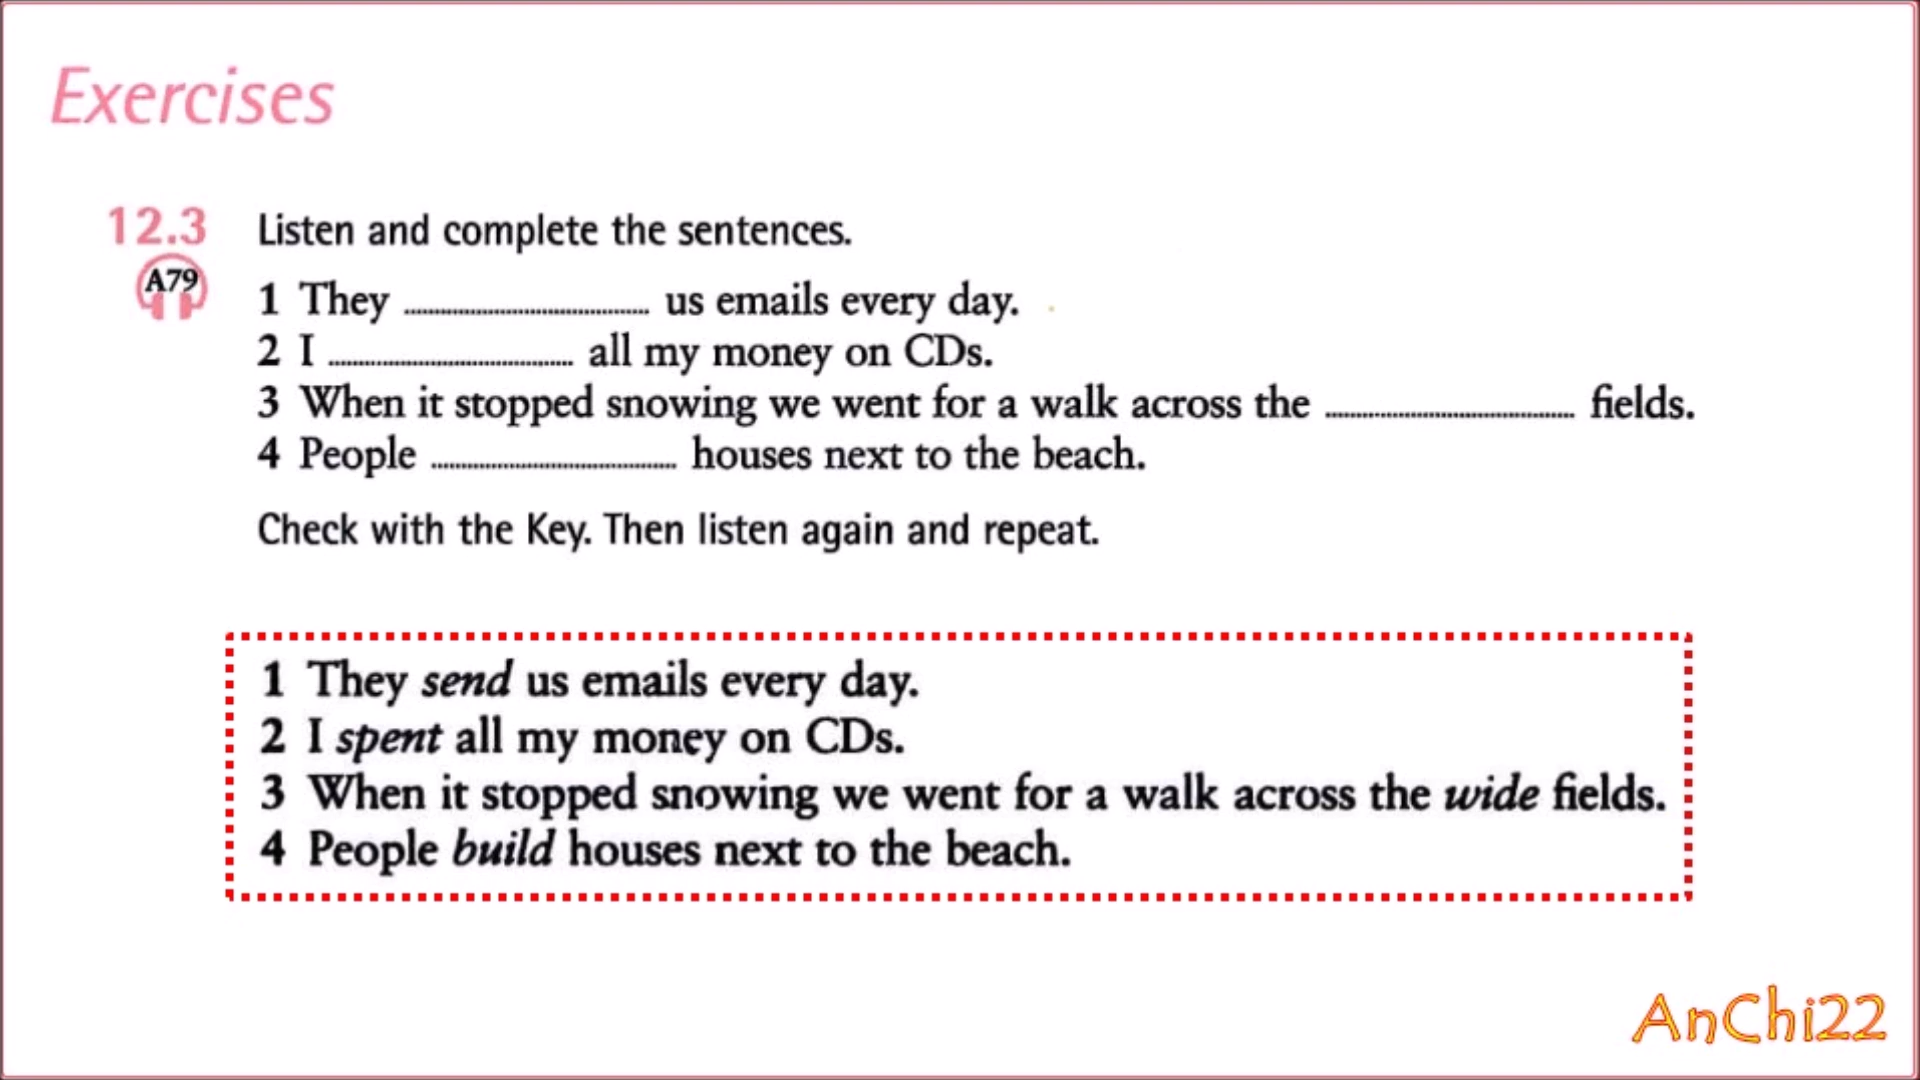 Exercises
12.3 Listen and complete the sentences.
A79
1 They .................................... us emails every day.
2 I .................................... all my money on CDs.
3 When it stopped snowing we went for a walk across the .................................... fields.
4 People .................................... houses next to the beach.
Check with the Key. Then listen again and repeat.
1 They send us emails every day.
2 I spent all my money on CDs.
3 When it stopped snowing we went for a walk across the wide fields.
4 People build houses next to the beach.
AnChi22